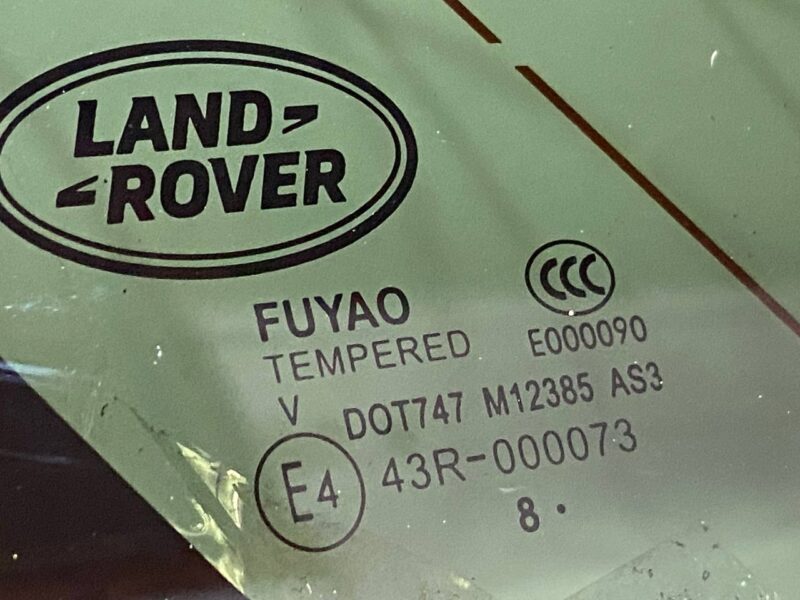 LAND
ROVER
CCC
FUYAO
TEMPERED E000090
V DOT747 M12385 AS3
E4 43R-000073
8 .